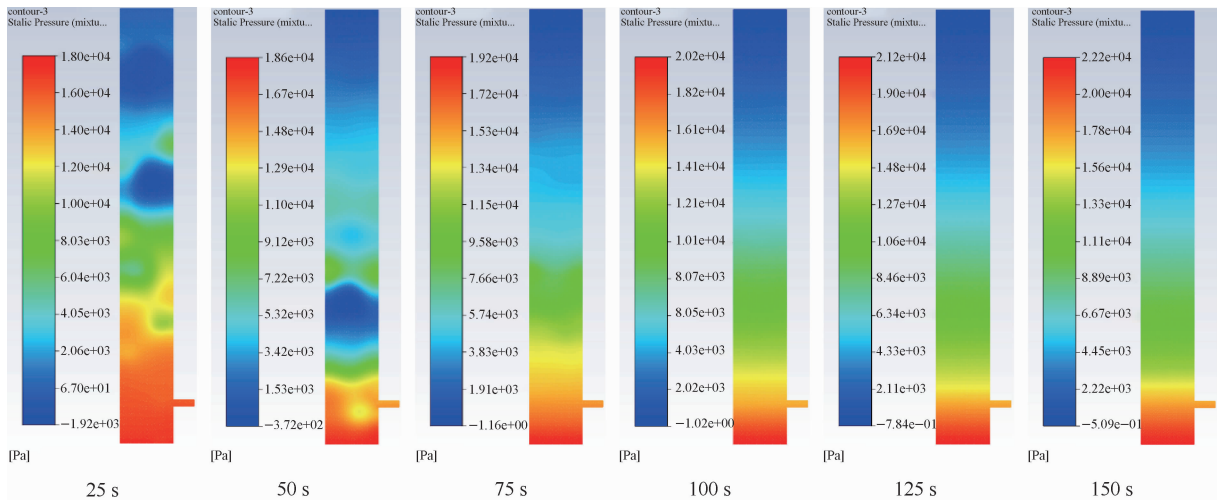 contour-3
Stalic Pressure (mixtu...
1.80e+04
1.60e+04
1.40e+04
1.20e+04
1.00e+04
8.03e+03
6.04e+03
4.05e+03
2.06e+03
6.70e+01
−1.92e+03
[Pa]
25 s
contour-3
Stalic Pressure (mixtu...
1.86e+04
1.67e+04
1.48e+04
1.29e+04
1.10e+04
9.12e+03
7.22e+03
5.32e+03
3.42e+03
1.53e+03
−3.72e+02
[Pa]
50 s
contour-3
Stalic Pressure (mixtu...
1.92e+04
1.72e+04
1.53e+04
1.34e+04
1.15e+04
9.58e+03
7.66e+03
5.74e+03
3.83e+03
1.91e+03
−1.16e+00
[Pa]
75 s
contour-3
Stalic Pressure (mixtu...
2.02e+04
1.82e+04
1.61e+04
1.41e+04
1.21e+04
1.01e+04
8.07e+03
8.05e+03
4.03e+03
2.02e+03
−1.02e+00
[Pa]
100 s
contour-3
Stalic Pressure (mixtu...
2.12e+04
1.90e+04
1.69e+04
1.48e+04
1.27e+04
1.06e+04
8.46e+03
6.34e+03
4.33e+03
2.11e+03
−7.84e−01
[Pa]
125 s
contour-3
Stalic Pressure (mixtu...
2.22e+04
2.00e+04
1.78e+04
1.56e+04
1.33e+04
1.11e+04
8.89e+03
6.67e+03
4.45e+03
2.22e+03
−5.09e−01
[Pa]
150 s